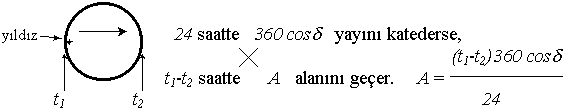 yıldız
24 saatte 360 cosδ yayını katederse,
t₁-t₂ saatte A alanını geçer. A = (t₁-t₂)360 cosδ / 24
t₁ t₂